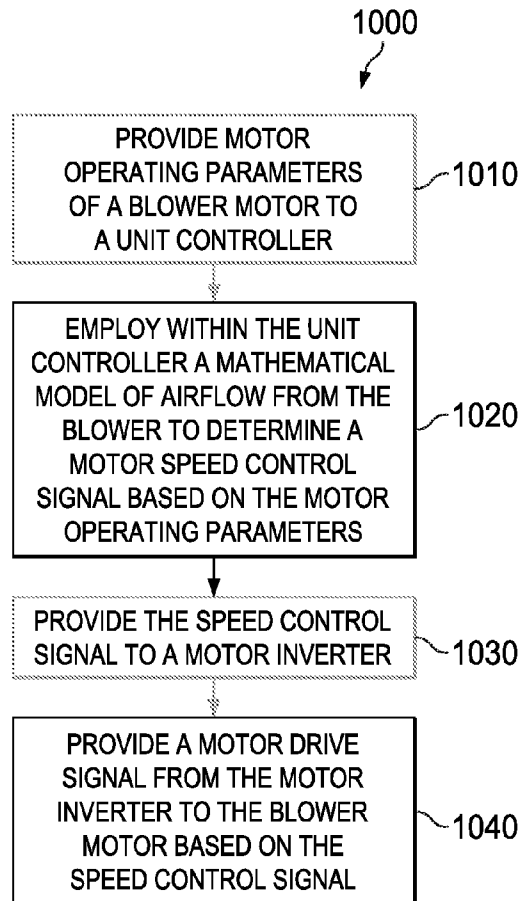 1000
PROVIDE MOTOR
OPERATING PARAMETERS
OF A BLOWER MOTOR TO
A UNIT CONTROLLER
1010
EMPLOY WITHIN THE UNIT
CONTROLLER A MATHEMATICAL
MODEL OF AIRFLOW FROM THE
BLOWER TO DETERMINE A
MOTOR SPEED CONTROL
SIGNAL BASED ON THE MOTOR
OPERATING PARAMETERS
1020
PROVIDE THE SPEED CONTROL
SIGNAL TO A MOTOR INVERTER
1030
PROVIDE A MOTOR DRIVE
SIGNAL FROM THE MOTOR
INVERTER TO THE BLOWER
MOTOR BASED ON THE
SPEED CONTROL SIGNAL
1040